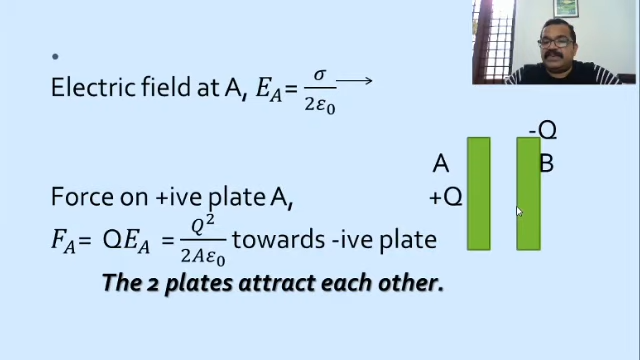 Electric field at A, E_A = σ/2ε₀ →
-Q
A
B
Force on +ive plate A,
+Q
F_A= QE_A = Q²/2Aε₀ towards -ive plate
The 2 plates attract each other.